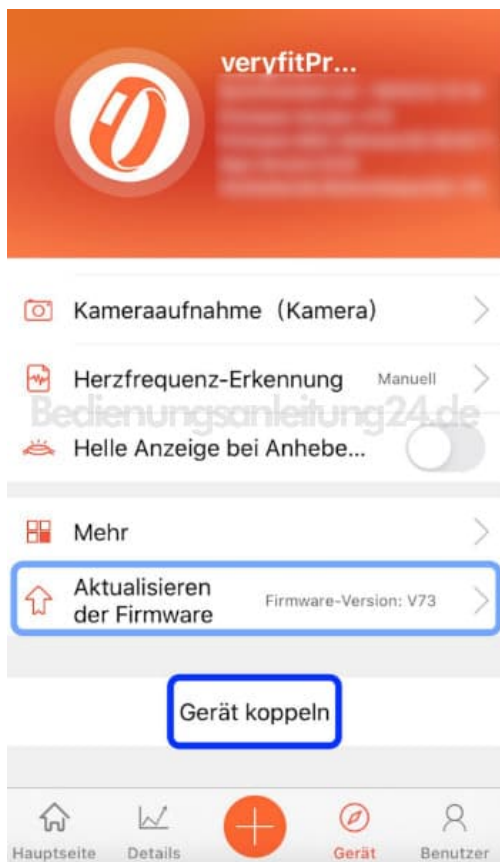 veryfitPr...
Kameraaufnahme (Kamera)
Herzfrequenz-Erkennung Manuell
Bedienungsanleitung24.de
Helle Anzeige bei Anhebe...
Mehr
Aktualisieren
der Firmware Firmware-Version: V73
Gerät koppeln
Hauptseite Details Gerät Benutzer